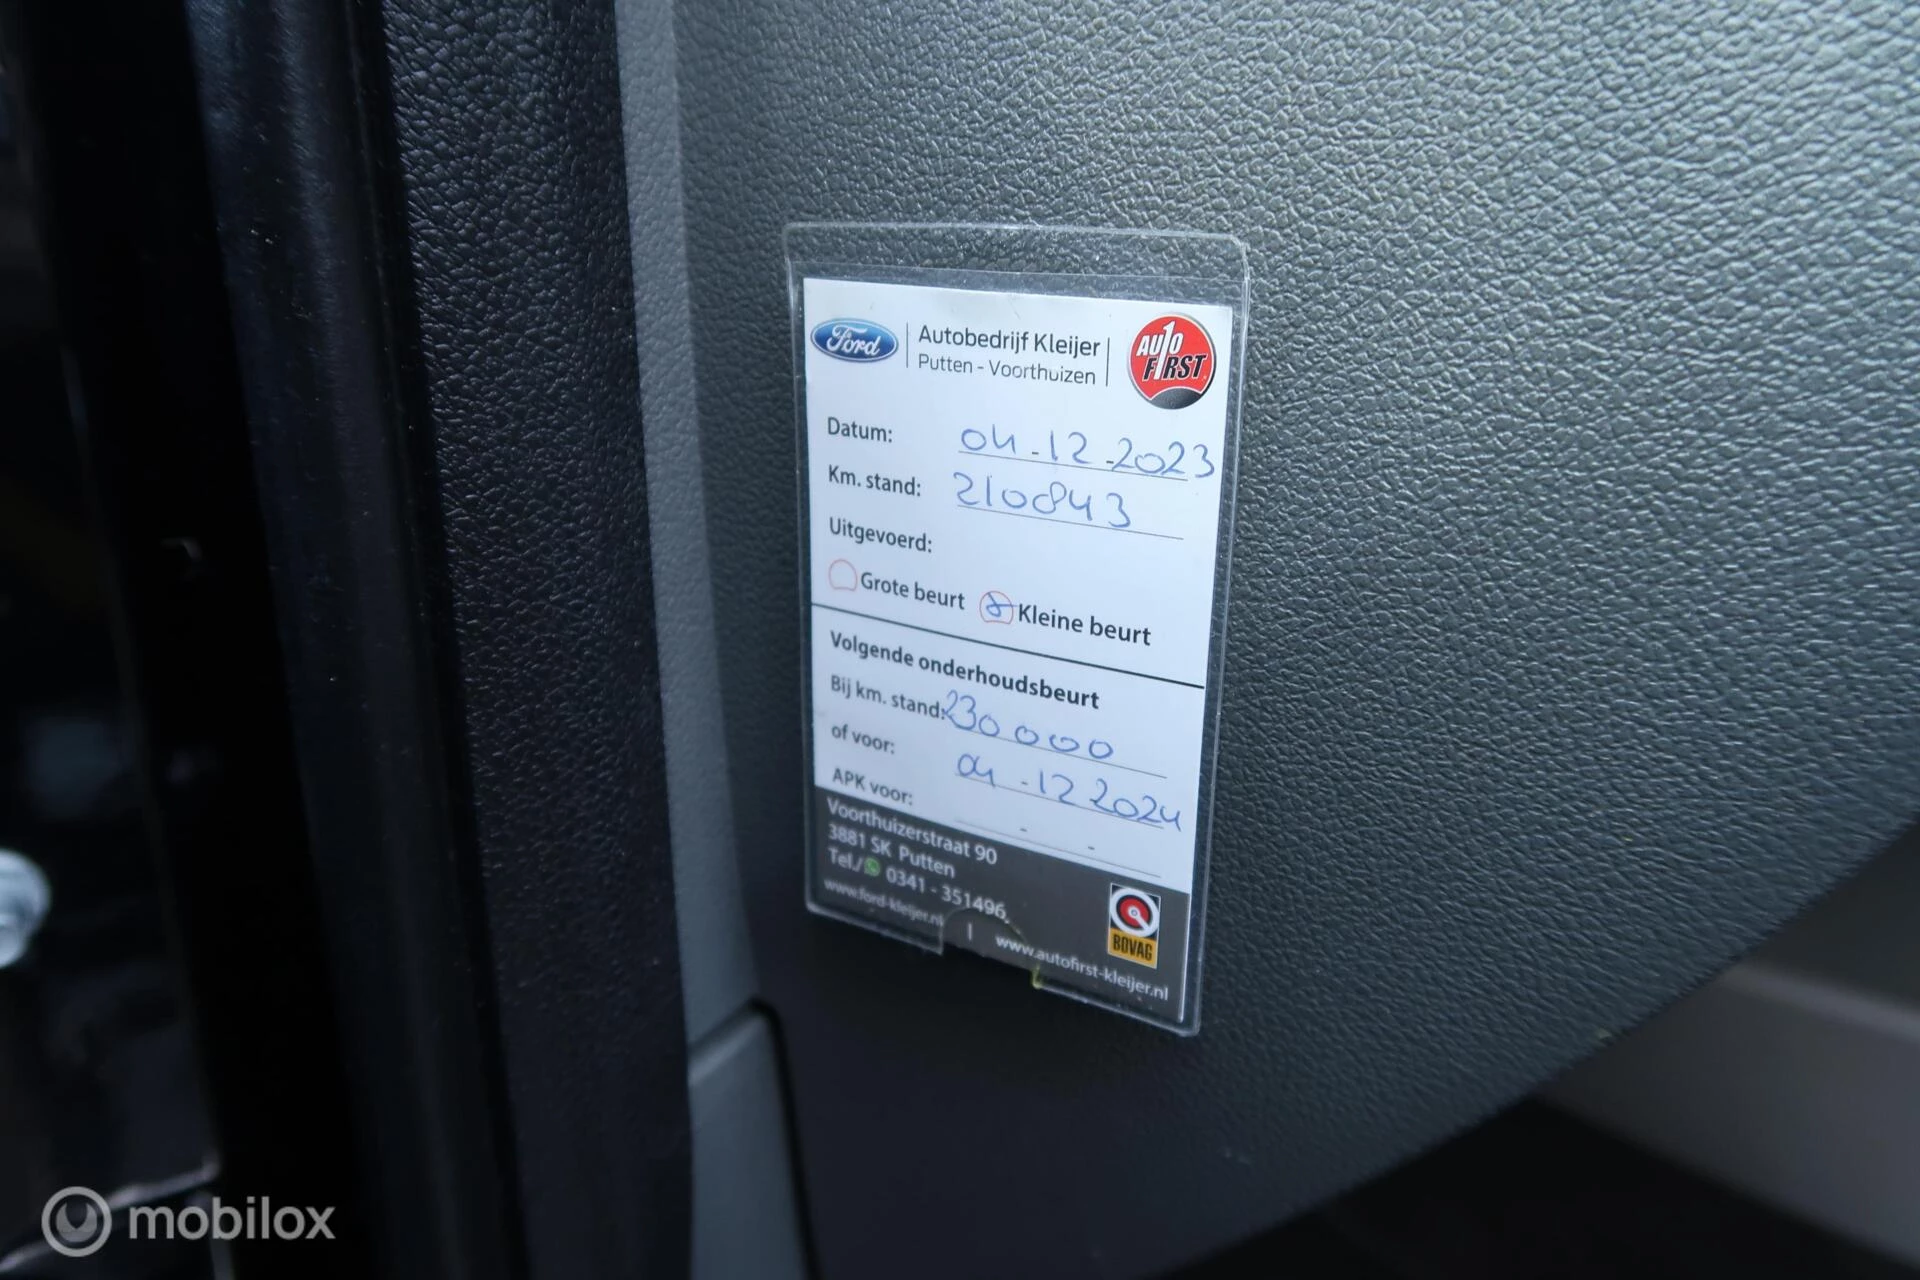 Ford Autobedrijf Kleijer AUTO
Putten - Voorthuizen F1RST
Datum: 04-12-2023
Km. stand: 210843
Uitgevoerd:
Grote beurt Kleine beurt
Volgende onderhoudsbeurt
Bij km. stand: 230000
of voor: 04-12 2024
APK voor: - -
Voorthuizerstraat 90
3881 SK Putten
Tel./ 0341 - 351496
www.ford-kleijer.nl | www.autofirst-kleijer.nl
BOVAG
mobilox